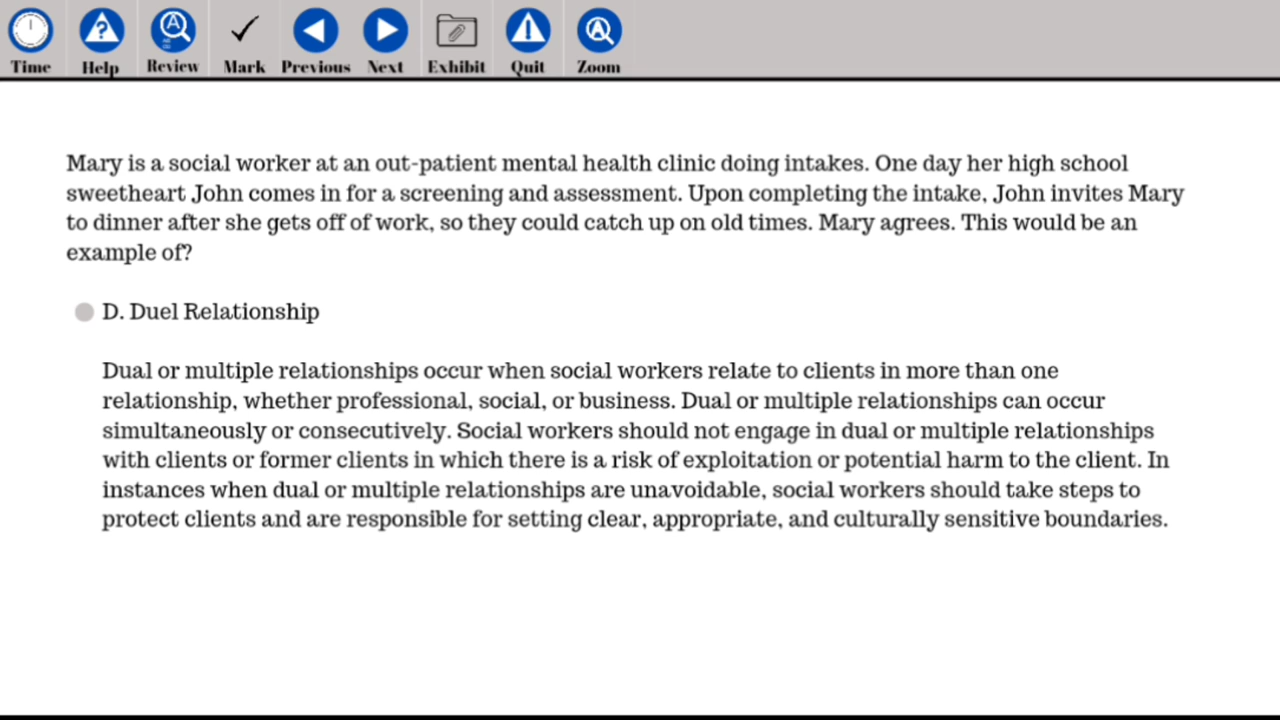 Time Help Review Mark Previous Next Exhibit Quit Zoom
Mary is a social worker at an out-patient mental health clinic doing intakes. One day her high school
sweetheart John comes in for a screening and assessment. Upon completing the intake, John invites Mary
to dinner after she gets off of work, so they could catch up on old times. Mary agrees. This would be an
example of?
D. Duel Relationship
Dual or multiple relationships occur when social workers relate to clients in more than one
relationship, whether professional, social, or business. Dual or multiple relationships can occur
simultaneously or consecutively. Social workers should not engage in dual or multiple relationships
with clients or former clients in which there is a risk of exploitation or potential harm to the client. In
instances when dual or multiple relationships are unavoidable, social workers should take steps to
protect clients and are responsible for setting clear, appropriate, and culturally sensitive boundaries.